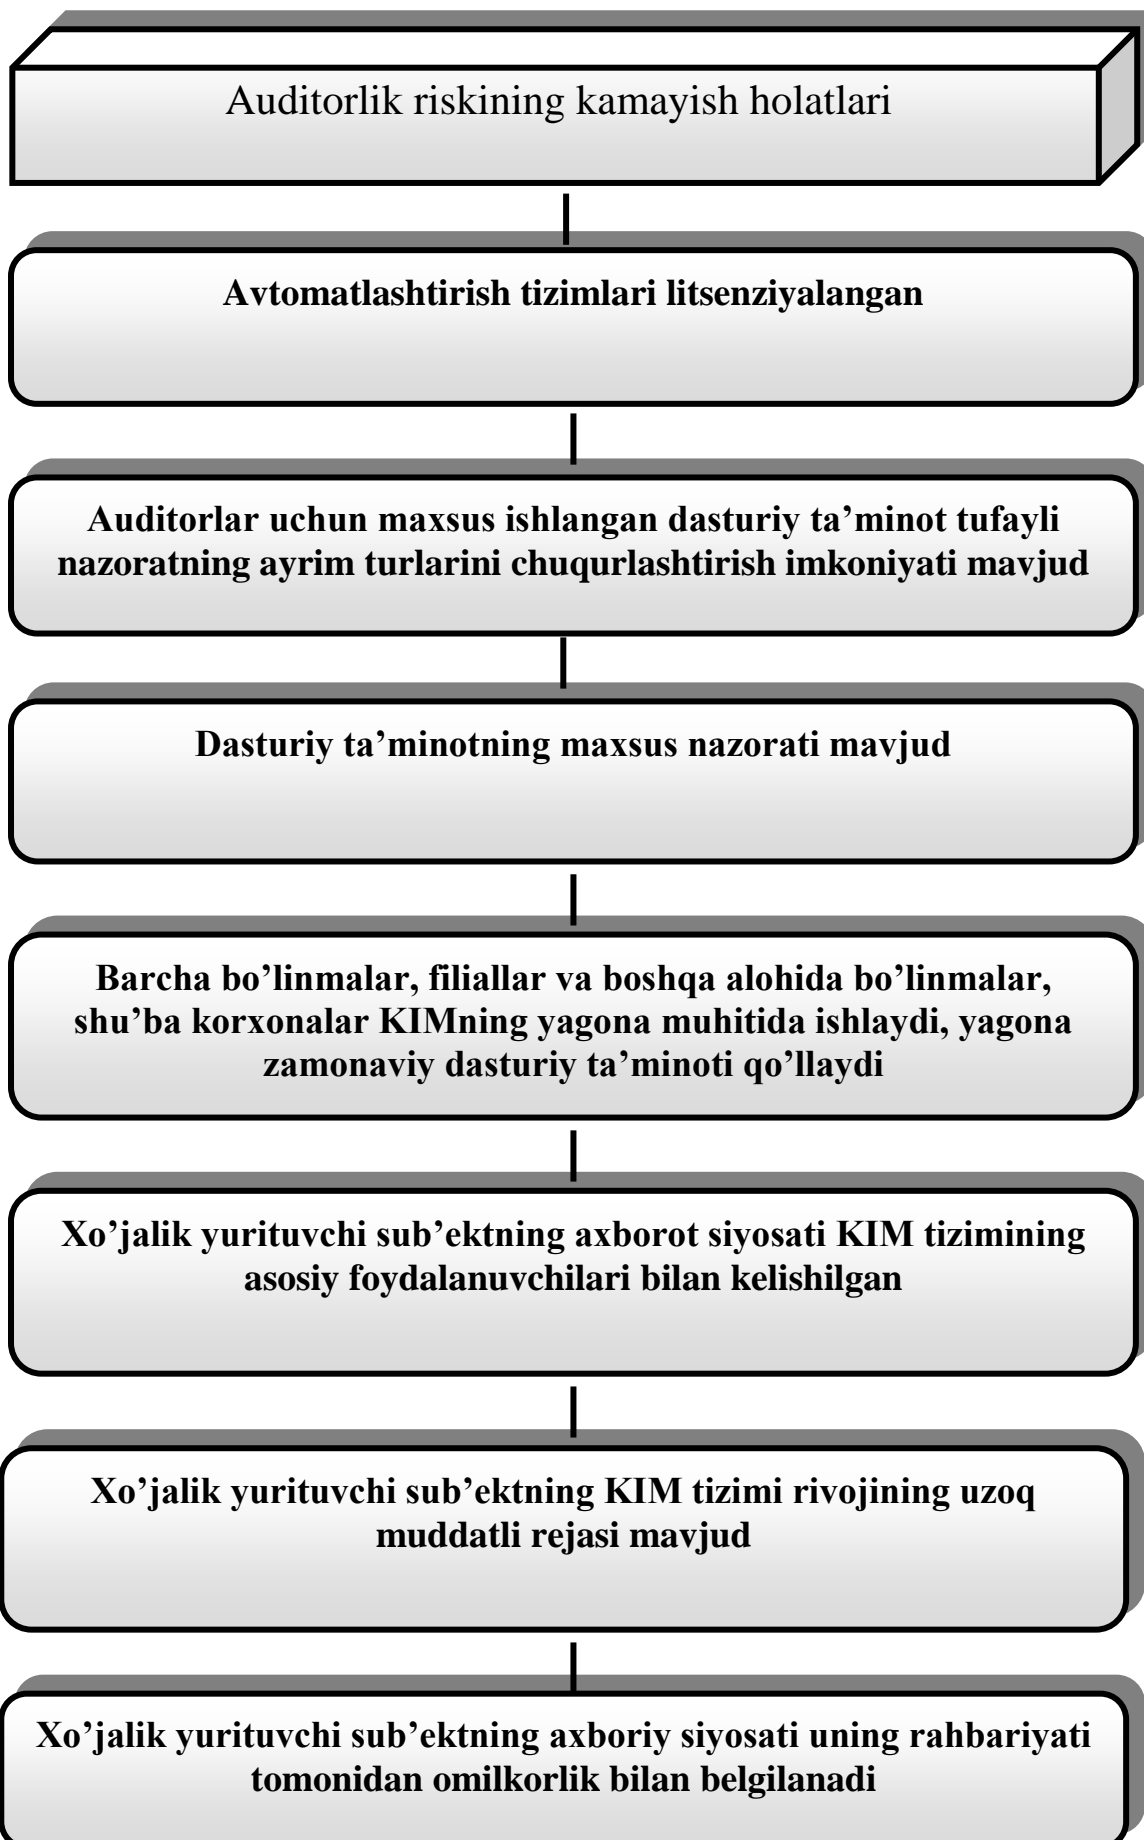 Auditorlik riskining kamayish holatlari
Avtomatlashtirish tizimlari litsenziyalangan
Auditorlar uchun maxsus ishlangan dasturiy ta’minot tufayli
nazoratning ayrim turlarini chuqurlashtirish imkoniyati mavjud
Dasturiy ta’minotning maxsus nazorati mavjud
Barcha bo’linmalar, filiallar va boshqa alohida bo’linmalar,
shu’ba korxonalar KIMning yagona muhitida ishlaydi, yagona
zamonaviy dasturiy ta’minoti qo’llaydi
Xo’jalik yurituvchi sub’ektning axborot siyosati KIM tizimining
asosiy foydalanuvchilari bilan kelishilgan
Xo’jalik yurituvchi sub’ektning KIM tizimi rivojining uzoq
muddatli rejasi mavjud
Xo’jalik yurituvchi sub’ektning axboriy siyosati uning rahbariyati
tomonidan omilkorlik bilan belgilanadi